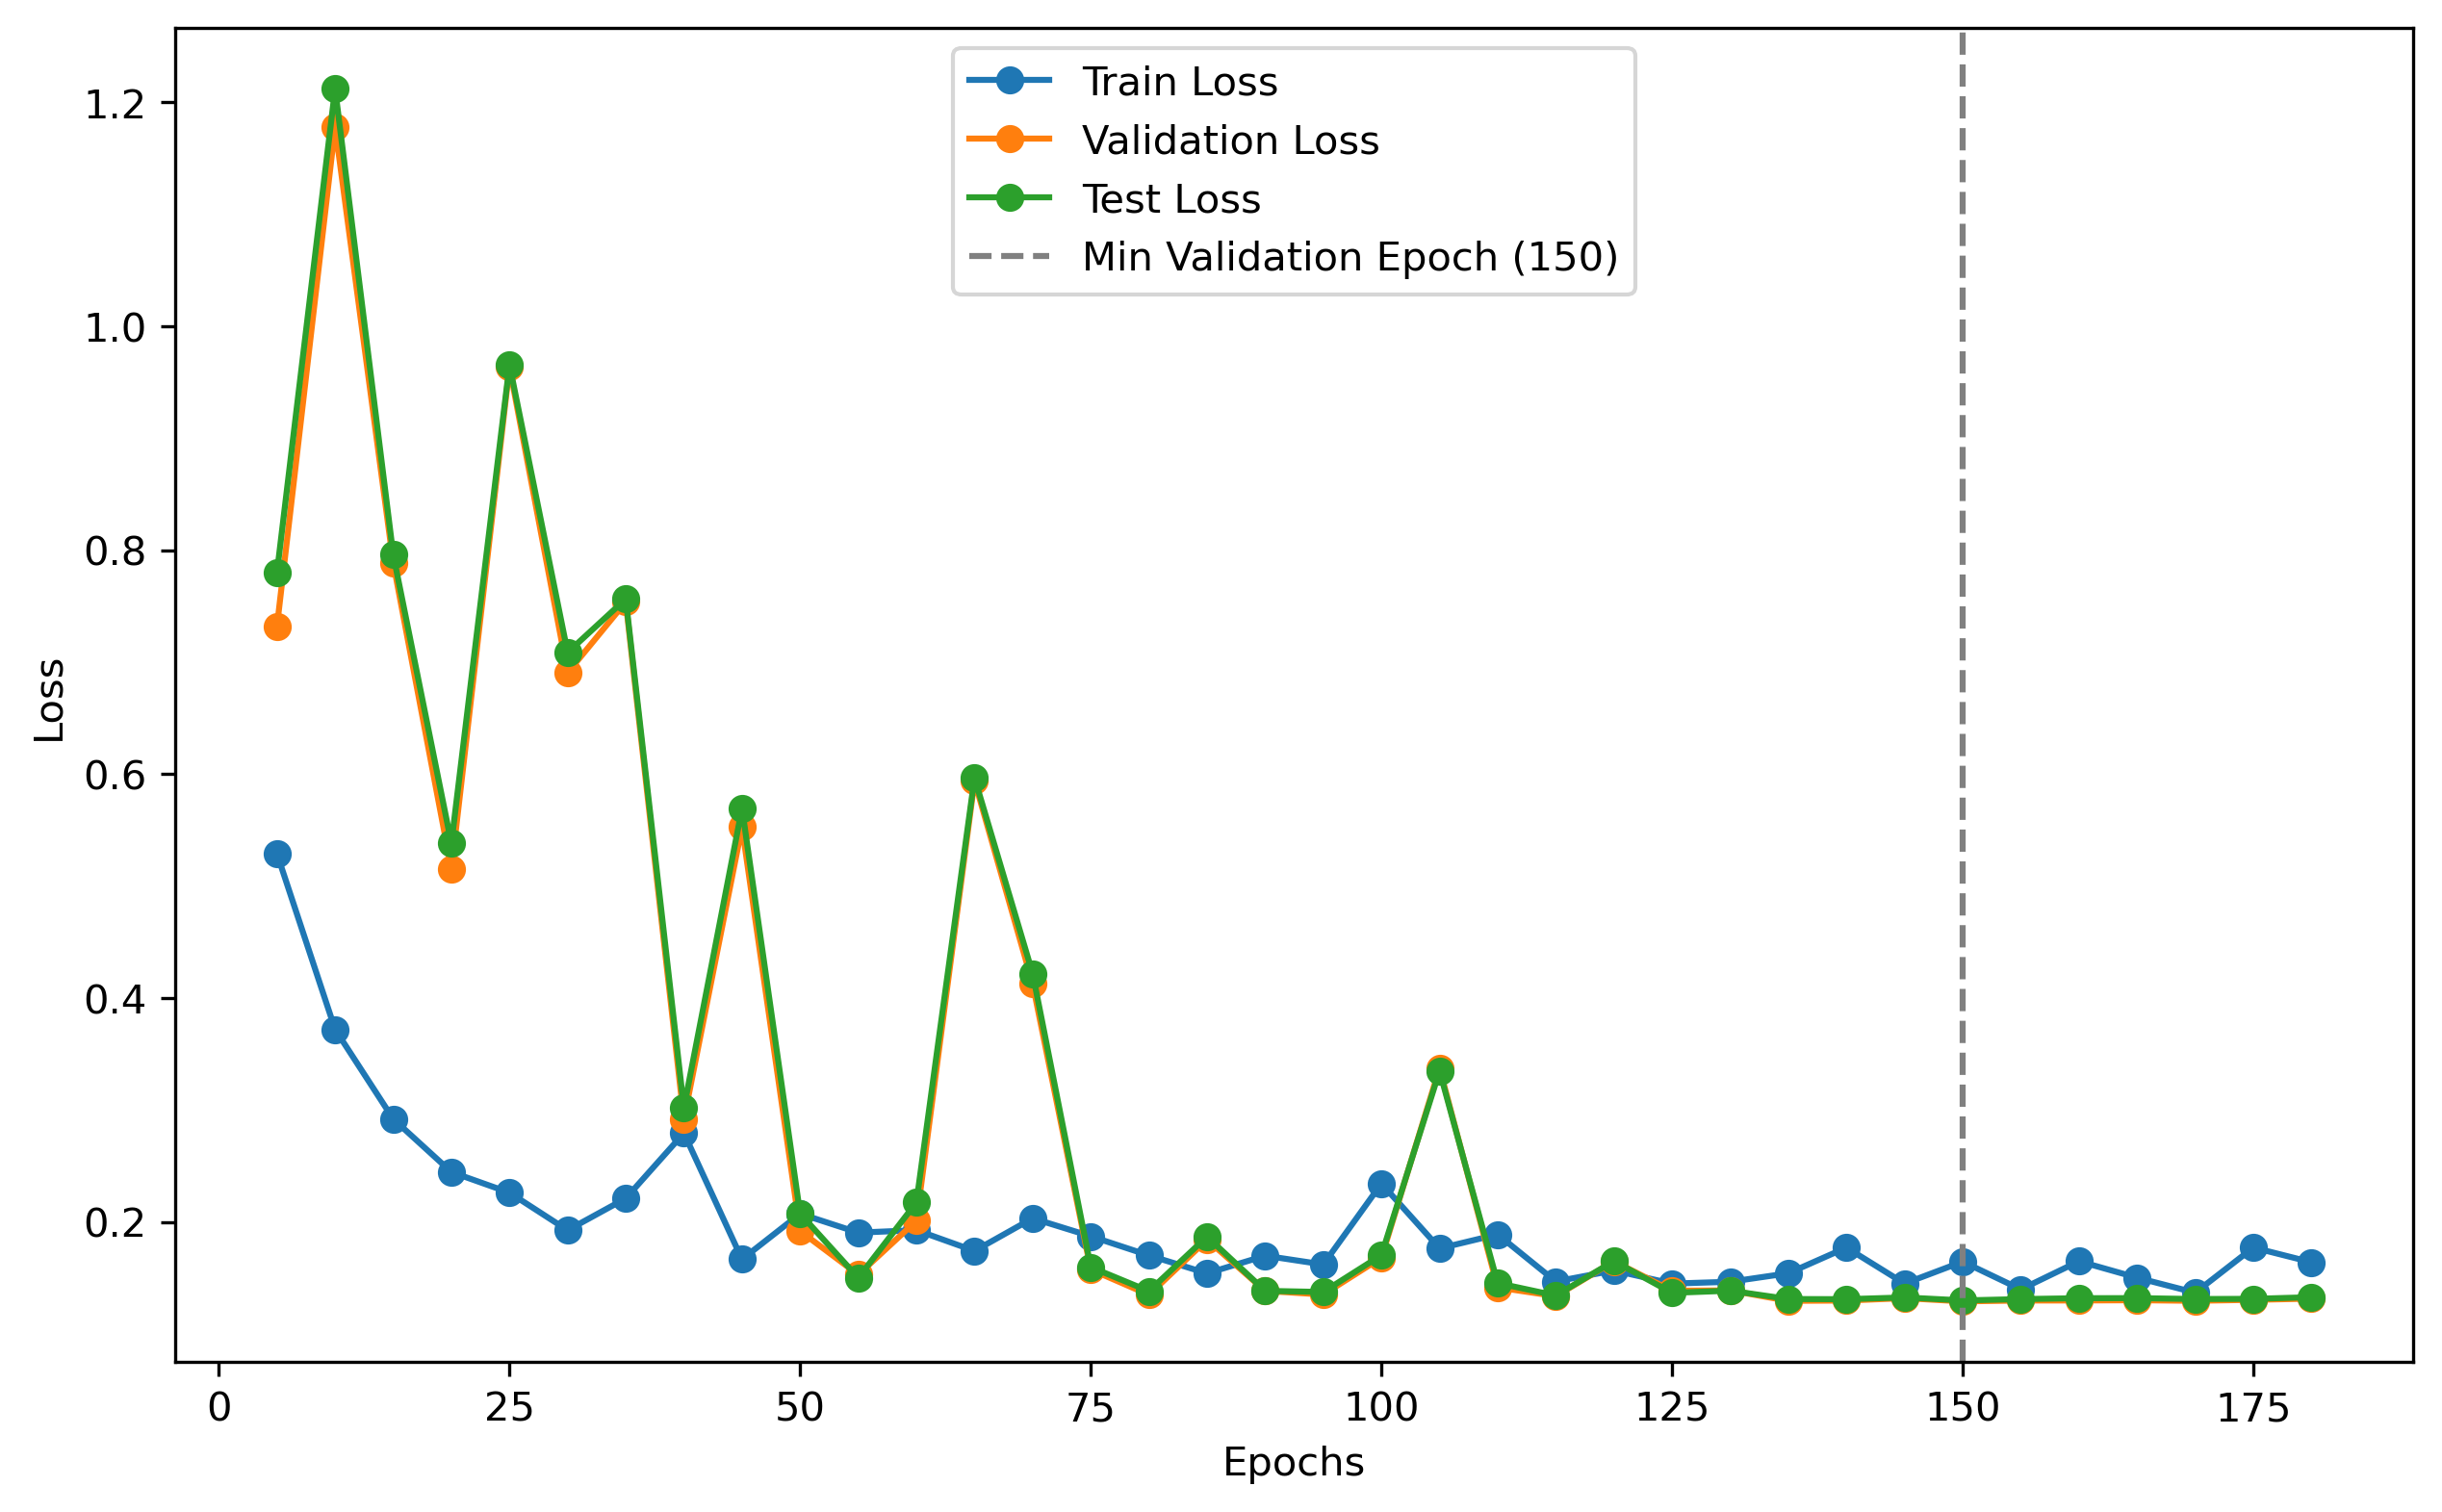 Train Loss
Validation Loss
Test Loss
Min Validation Epoch (150)
1.2
1.0
0.8
0.6
0.4
0.2
Loss
0 25 50 75 100 125 150 175
Epochs